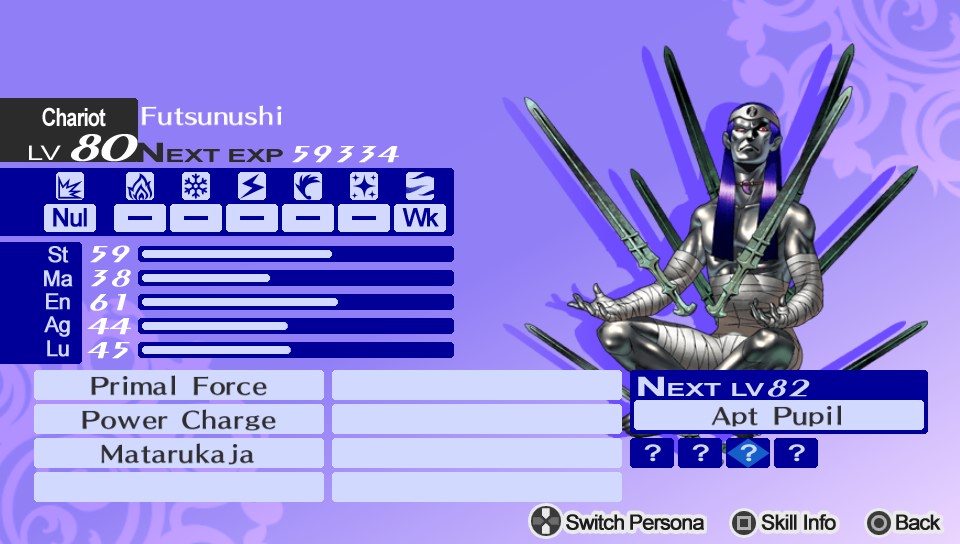 Chariot
Futsunushi
LV 80
NEXT EXP 59334
Nul — — — — — Wk
St 59
Ma 38
En 61
Ag 44
Lu 45
Primal Force
Power Charge
Matarukaja
NEXT LV 82
Apt Pupil
? ? ? ?
Switch Persona Skill Info Back